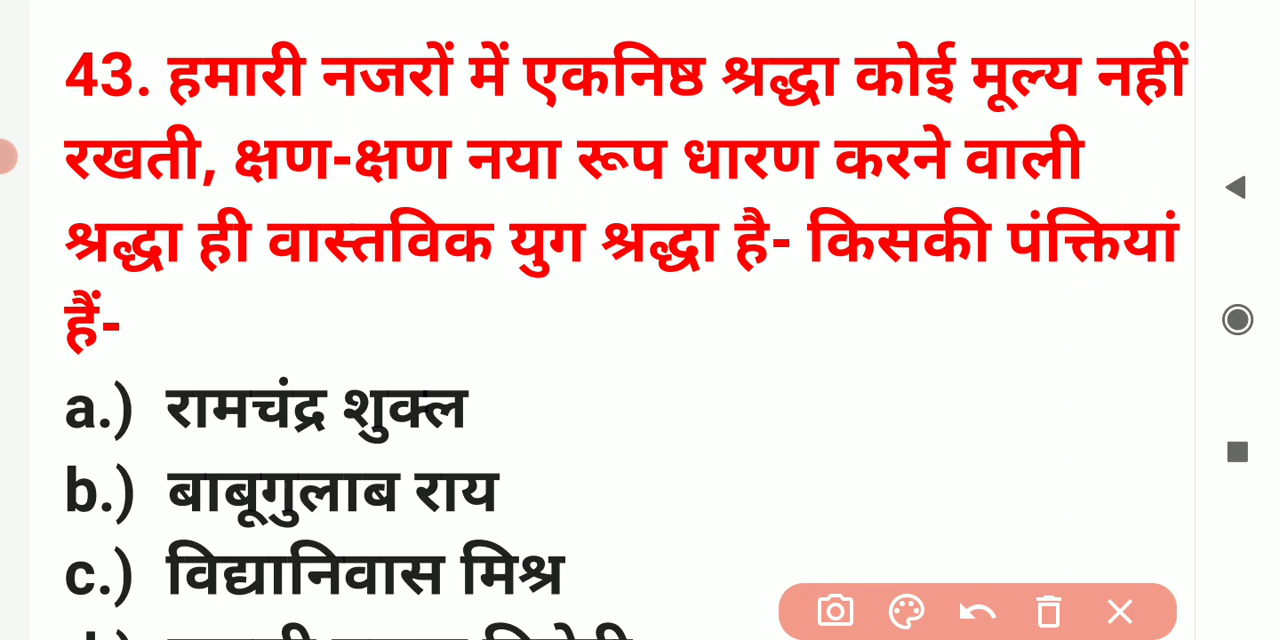 43. हमारी नजरों में एकनिष्ठ श्रद्धा कोई मूल्य नहीं
रखती, क्षण-क्षण नया रूप धारण करने वाली
श्रद्धा ही वास्तविक युग श्रद्धा है- किसकी पंक्तियां
हैं-
a.) रामचंद्र शुक्ल
b.) बाबूगुलाब राय
c.) विद्यानिवास मिश्र